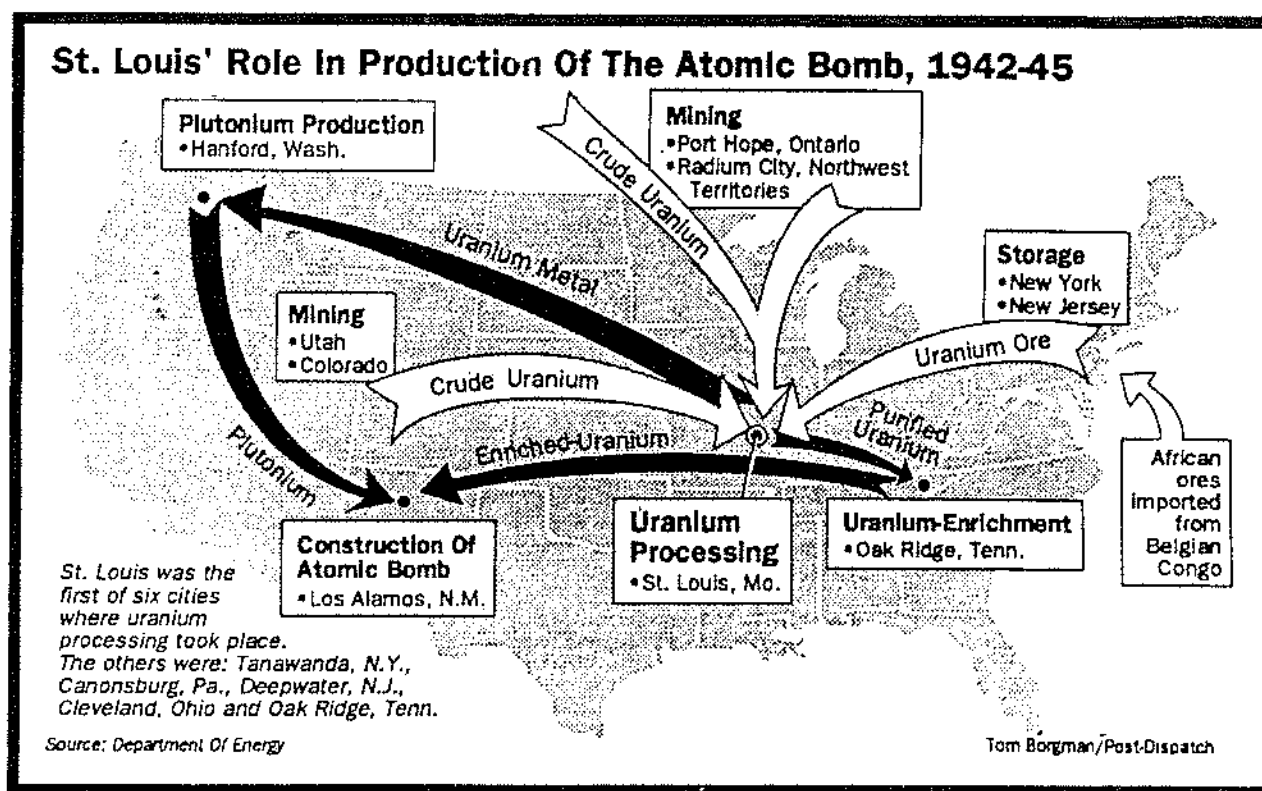 St. Louis' Role In Production Of The Atomic Bomb, 1942-45
Plutonium Production
•Hanford, Wash.
Mining
•Port Hope, Ontario
•Radium City, Northwest
Territories
Crude Uranium
Uranium Metal
Storage
•New York
•New Jersey
Mining
•Utah
•Colorado
Uranium Ore
Crude Uranium
Purified
Uranium
Enriched Uranium
Plutonium
African
ores
imported
from
Belgian
Congo
Construction Of
Atomic Bomb
•Los Alamos, N.M.
Uranium
Processing
•St. Louis, Mo.
Uranium-Enrichment
•Oak Ridge, Tenn.
St. Louis was the
first of six cities
where uranium
processing took place.
The others were: Tanawanda, N.Y.,
Canonsburg, Pa., Deepwater, N.J.,
Cleveland, Ohio and Oak Ridge, Tenn.
Source: Department Of Energy
Tom Borgman/Post-Dispatch